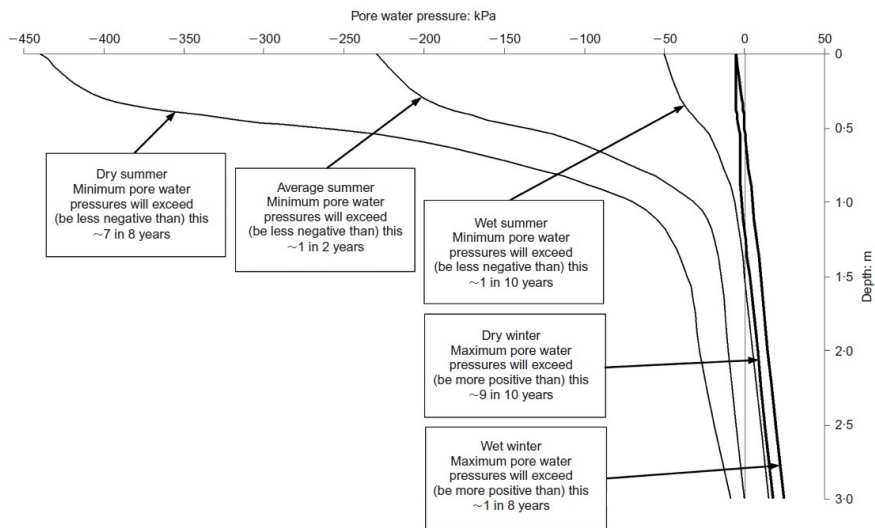 Pore water pressure: kPa
−450 −400 −350 −300 −250 −200 −150 −100 −50 0 50
0
0·5
1·0
1·5
2·0
2·5
3·0
Depth: m
Dry summer
Minimum pore water
pressures will exceed
(be less negative than) this
~7 in 8 years
Average summer
Minimum pore water
pressures will exceed
(be less negative than) this
~1 in 2 years
Wet summer
Minimum pore water
pressures will exceed
(be less negative than) this
~1 in 10 years
Dry winter
Maximum pore water
pressures will exceed
(be more positive than) this
~9 in 10 years
Wet winter
Maximum pore water
pressures will exceed
(be more positive than) this
~1 in 8 years